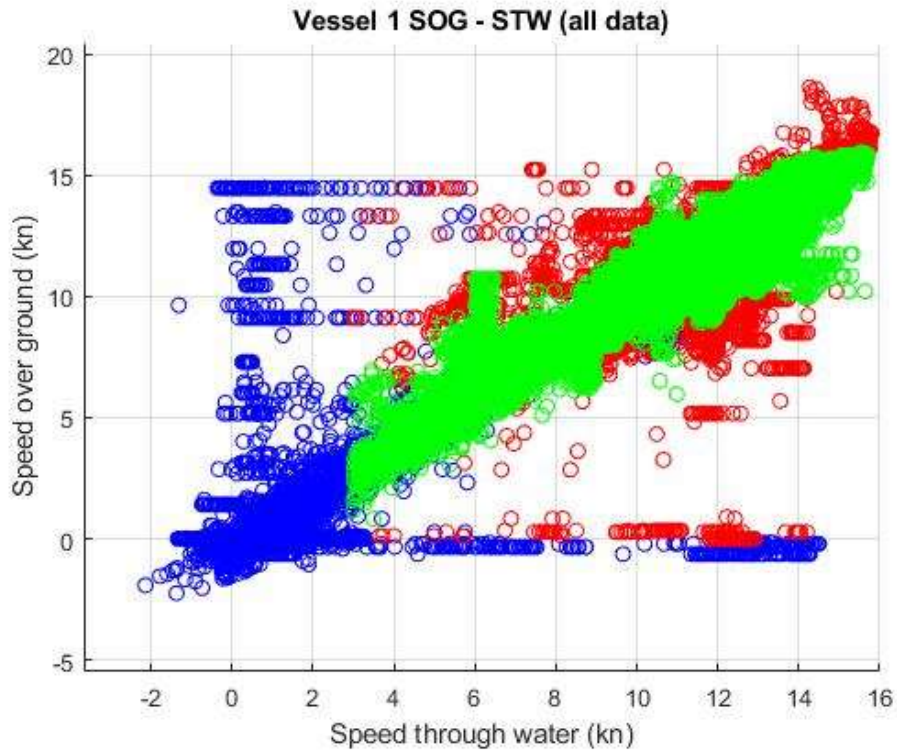 Vessel 1 SOG - STW (all data)
20
15
10
5
0
-5
Speed over ground (kn)
-2 0 2 4 6 8 10 12 14 16
Speed through water (kn)